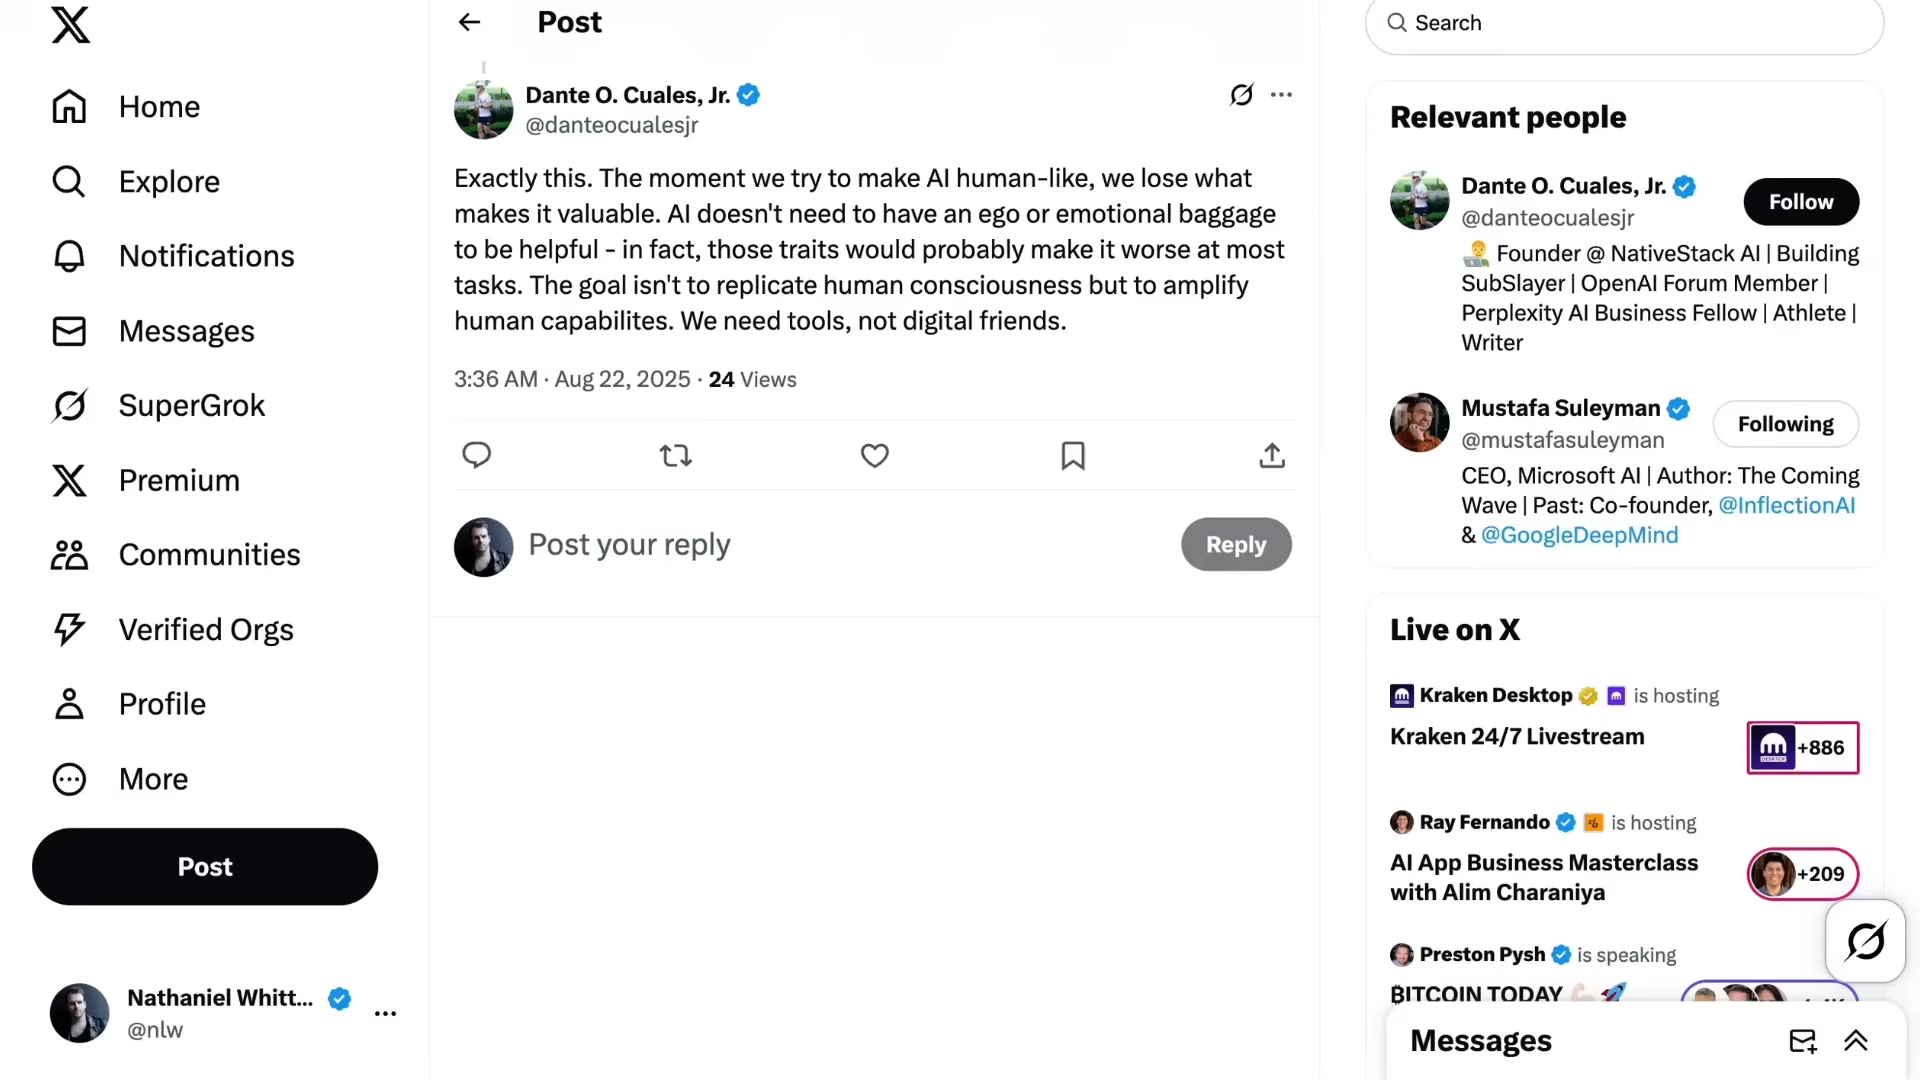 Home
Explore
Notifications
Messages
SuperGrok
Premium
Communities
Verified Orgs
Profile
More
Post
Nathaniel Whitt...
@nlw
Post
Dante O. Cuales, Jr.
@danteocualesjr
Exactly this. The moment we try to make AI human-like, we lose what
makes it valuable. AI doesn't need to have an ego or emotional baggage
to be helpful - in fact, those traits would probably make it worse at most
tasks. The goal isn't to replicate human consciousness but to amplify
human capabilites. We need tools, not digital friends.
3:36 AM · Aug 22, 2025 · 24 Views
Post your reply
Reply
Search
Relevant people
Dante O. Cuales, Jr.
@danteocualesjr
Follow
Founder @ NativeStack AI | Building
SubSlayer | OpenAI Forum Member |
Perplexity AI Business Fellow | Athlete |
Writer
Mustafa Suleyman
@mustafasuleyman
Following
CEO, Microsoft AI | Author: The Coming
Wave | Past: Co-founder, @InflectionAI
& @GoogleDeepMind
Live on X
Kraken Desktop is hosting
Kraken 24/7 Livestream
+886
Ray Fernando is hosting
AI App Business Masterclass
with Alim Charaniya
+209
Preston Pysh is speaking
₿ITCOIN TODAY
Messages